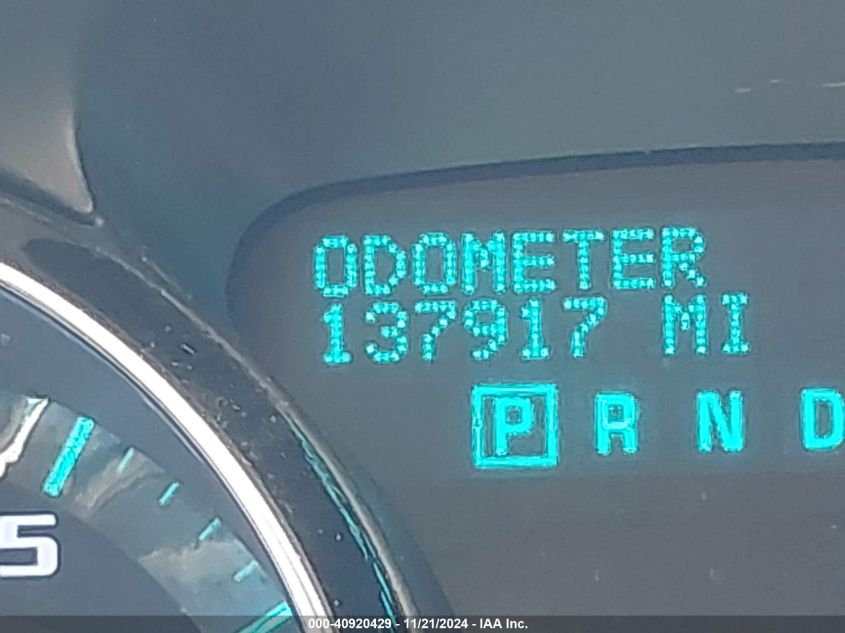 ODOMETER
137917 MI
P R N D
5
000-40920429 - 11/21/2024 - IAA Inc.